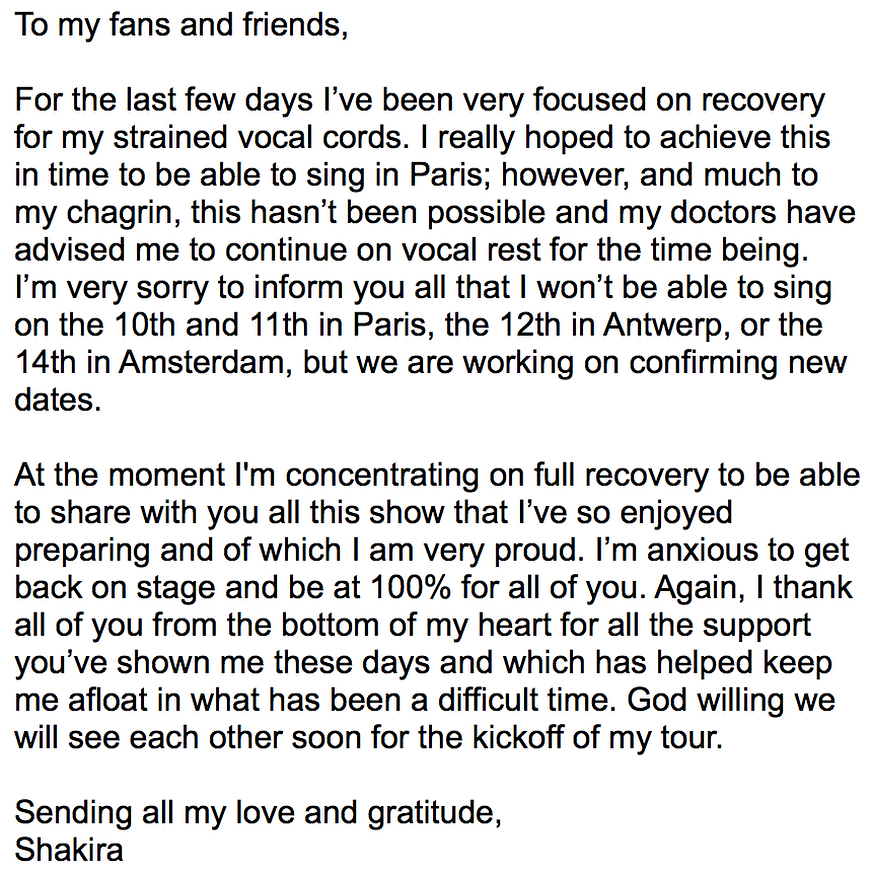 To my fans and friends,
For the last few days I’ve been very focused on recovery
for my strained vocal cords. I really hoped to achieve this
in time to be able to sing in Paris; however, and much to
my chagrin, this hasn’t been possible and my doctors have
advised me to continue on vocal rest for the time being.
I’m very sorry to inform you all that I won’t be able to sing
on the 10th and 11th in Paris, the 12th in Antwerp, or the
14th in Amsterdam, but we are working on confirming new
dates.
At the moment I'm concentrating on full recovery to be able
to share with you all this show that I’ve so enjoyed
preparing and of which I am very proud. I’m anxious to get
back on stage and be at 100% for all of you. Again, I thank
all of you from the bottom of my heart for all the support
you’ve shown me these days and which has helped keep
me afloat in what has been a difficult time. God willing we
will see each other soon for the kickoff of my tour.
Sending all my love and gratitude,
Shakira